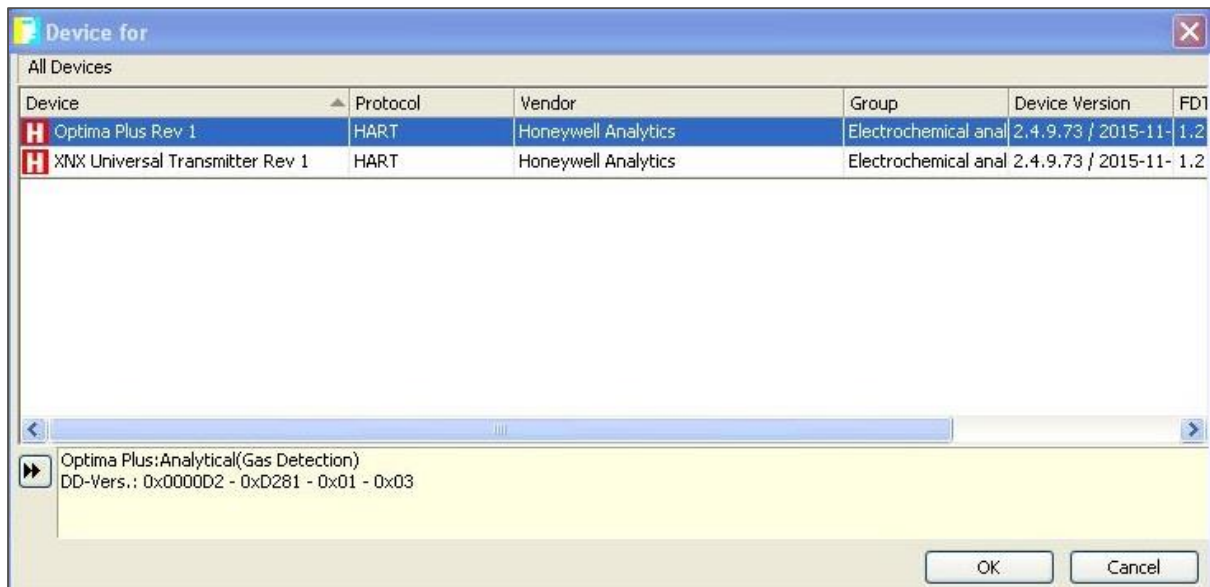 Device for
All Devices
Device Protocol Vendor Group Device Version FDT
H Optima Plus Rev 1 HART Honeywell Analytics Electrochemical anal 2.4.9.73 / 2015-11- 1.2
H XNX Universal Transmitter Rev 1 HART Honeywell Analytics Electrochemical anal 2.4.9.73 / 2015-11- 1.2
Optima Plus:Analytical(Gas Detection)
DD-Vers.: 0x0000D2 - 0xD281 - 0x01 - 0x03
OK Cancel